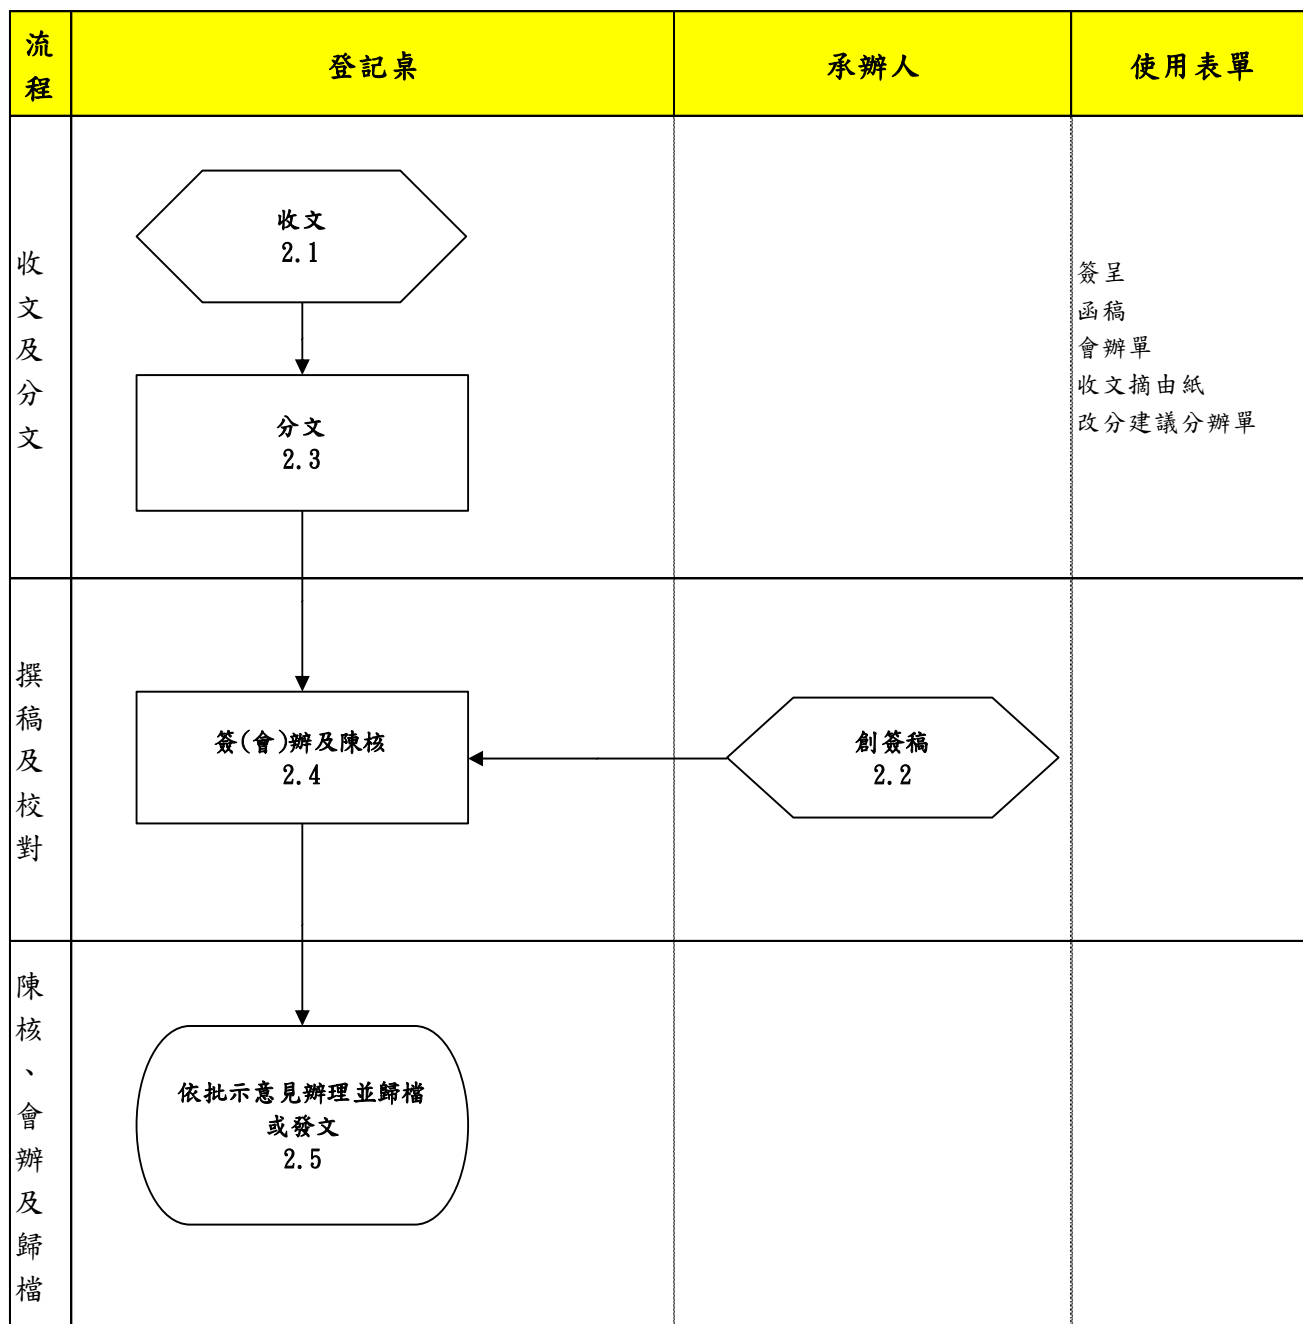 流程
登記桌
承辦人
使用表單
收文及分文
收文
2.1
分文
2.3
簽呈
函稿
會辦單
收文摘由紙
改分建議分辦單
撰稿及校對
簽(會)辦及陳核
2.4
創簽稿
2.2
陳核、會辦及歸檔
依批示意見辦理並歸檔
或發文
2.5